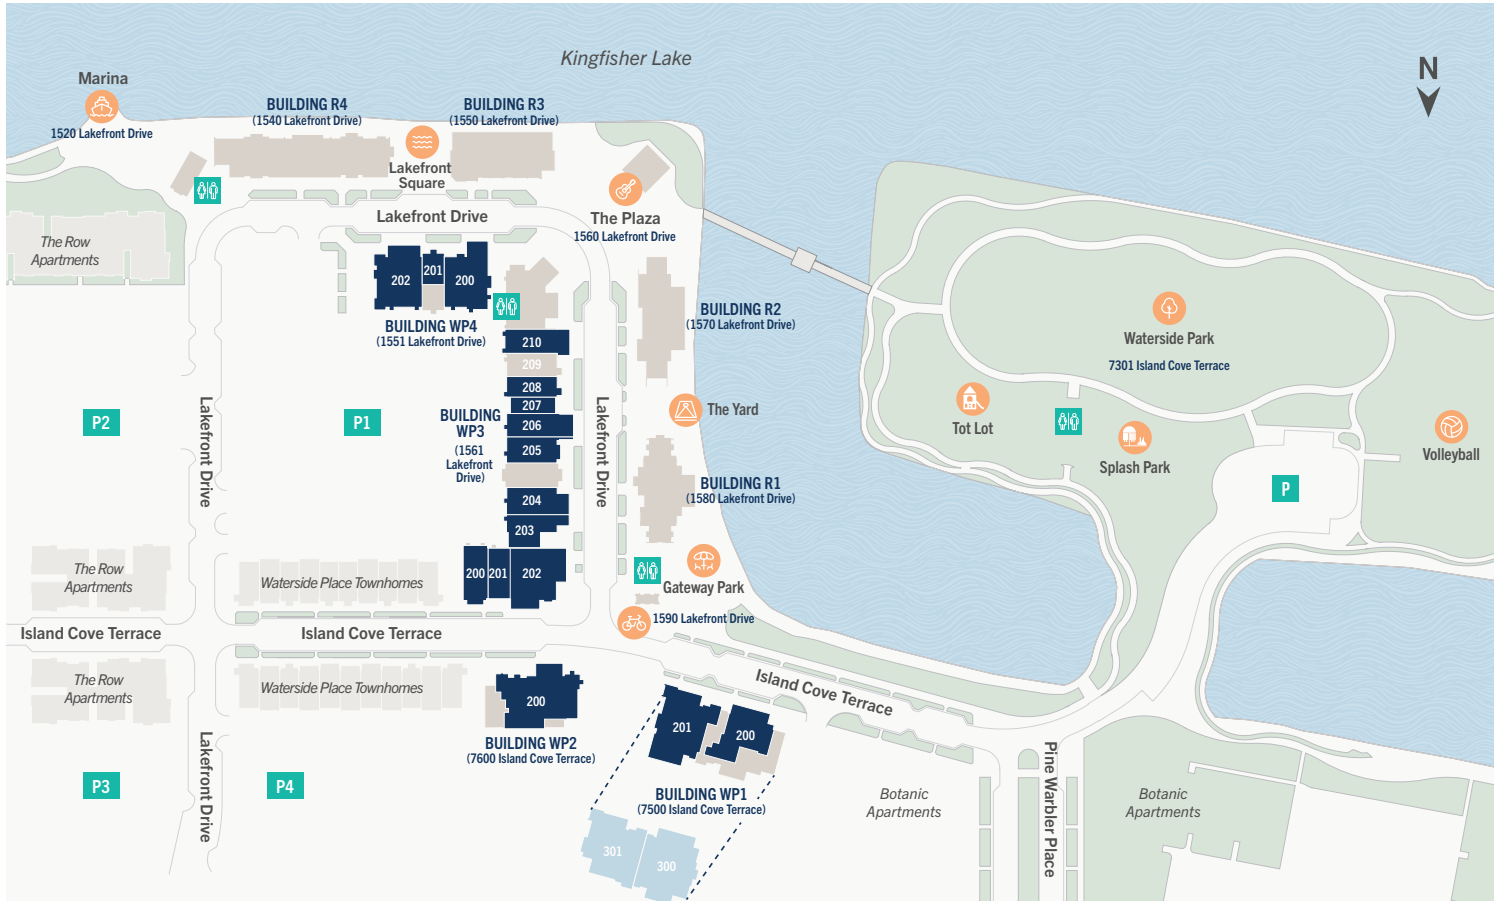 Kingfisher Lake
N
Marina
1520 Lakefront Drive
BUILDING R4
(1540 Lakefront Drive)
BUILDING R3
(1550 Lakefront Drive)
Lakefront
Square
The Plaza
1560 Lakefront Drive
Lakefront Drive
The Row
Apartments
202
201
200
BUILDING WP4
(1551 Lakefront Drive)
BUILDING R2
(1570 Lakefront Drive)
Waterside Park
7301 Island Cove Terrace
210
209
208
207
206
205
204
203
BUILDING
WP3
(1561
Lakefront
Drive)
200
201
202
P2
P1
Lakefront Drive
Lakefront Drive
The Yard
Tot Lot
Splash Park
Volleyball
P
BUILDING R1
(1580 Lakefront Drive)
Gateway Park
1590 Lakefront Drive
The Row
Apartments
Waterside Place Townhomes
Island Cove Terrace
Island Cove Terrace
Island Cove Terrace
The Row
Apartments
Waterside Place Townhomes
200
BUILDING WP2
(7600 Island Cove Terrace)
201
200
BUILDING WP1
(7500 Island Cove Terrace)
301
300
P3
Lakefront Drive
P4
Botanic
Apartments
Pine Warbler Place
Botanic
Apartments